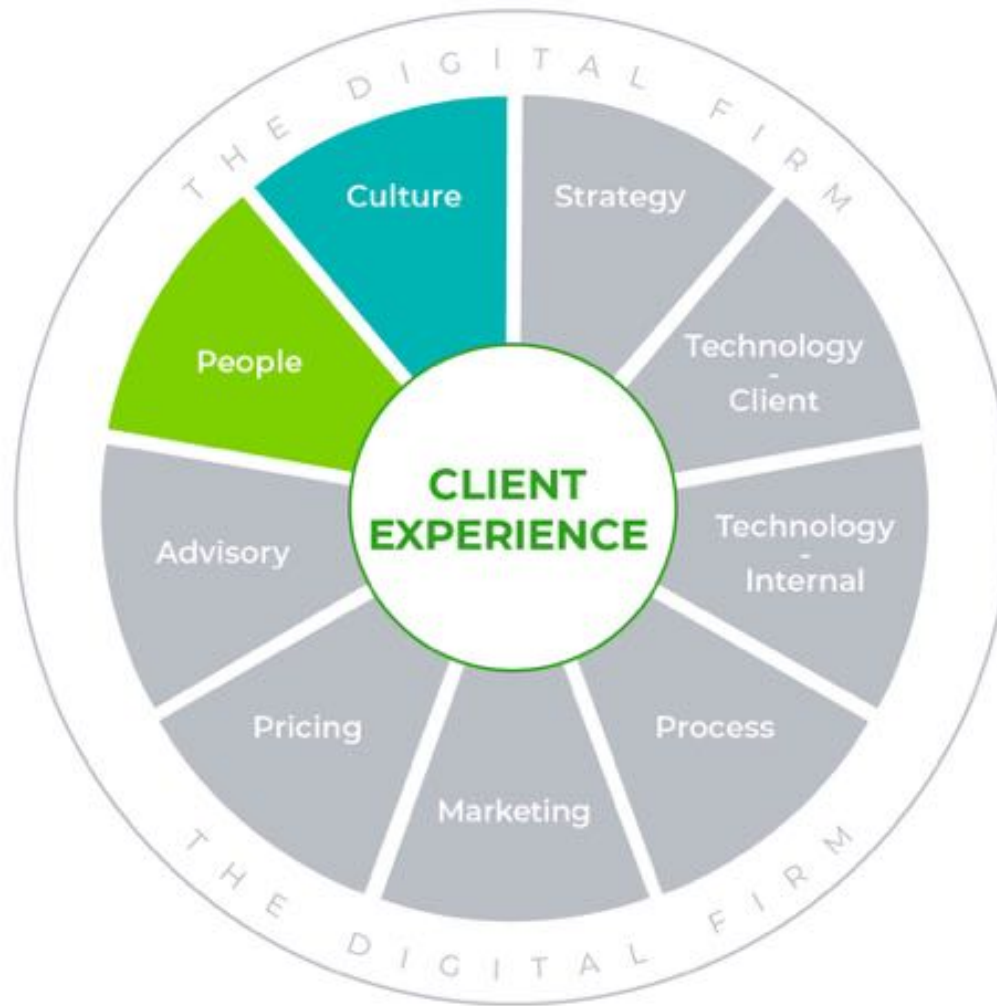 THE DIGITAL FIRM
Culture
Strategy
People
Technology
-
Client
CLIENT
EXPERIENCE
Advisory
Technology
-
Internal
Pricing
Process
Marketing
THE DIGITAL FIRM